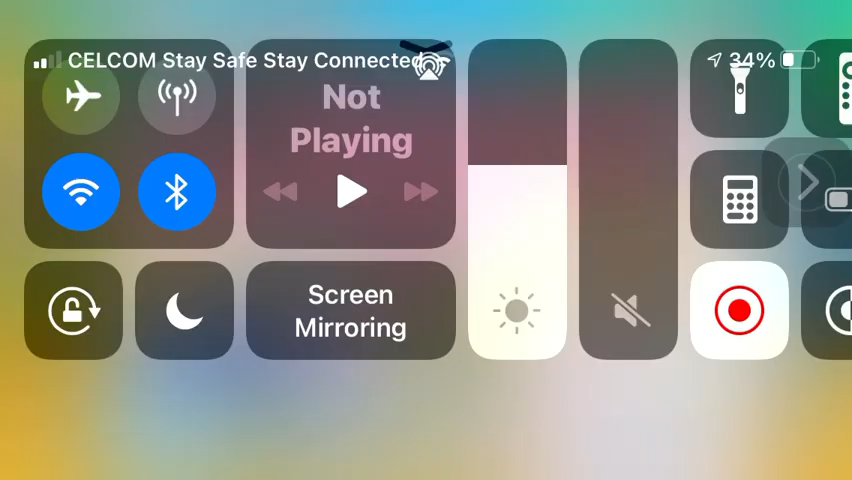 CELCOM Stay Safe Stay Connected
34%
Not
Playing
Screen
Mirroring